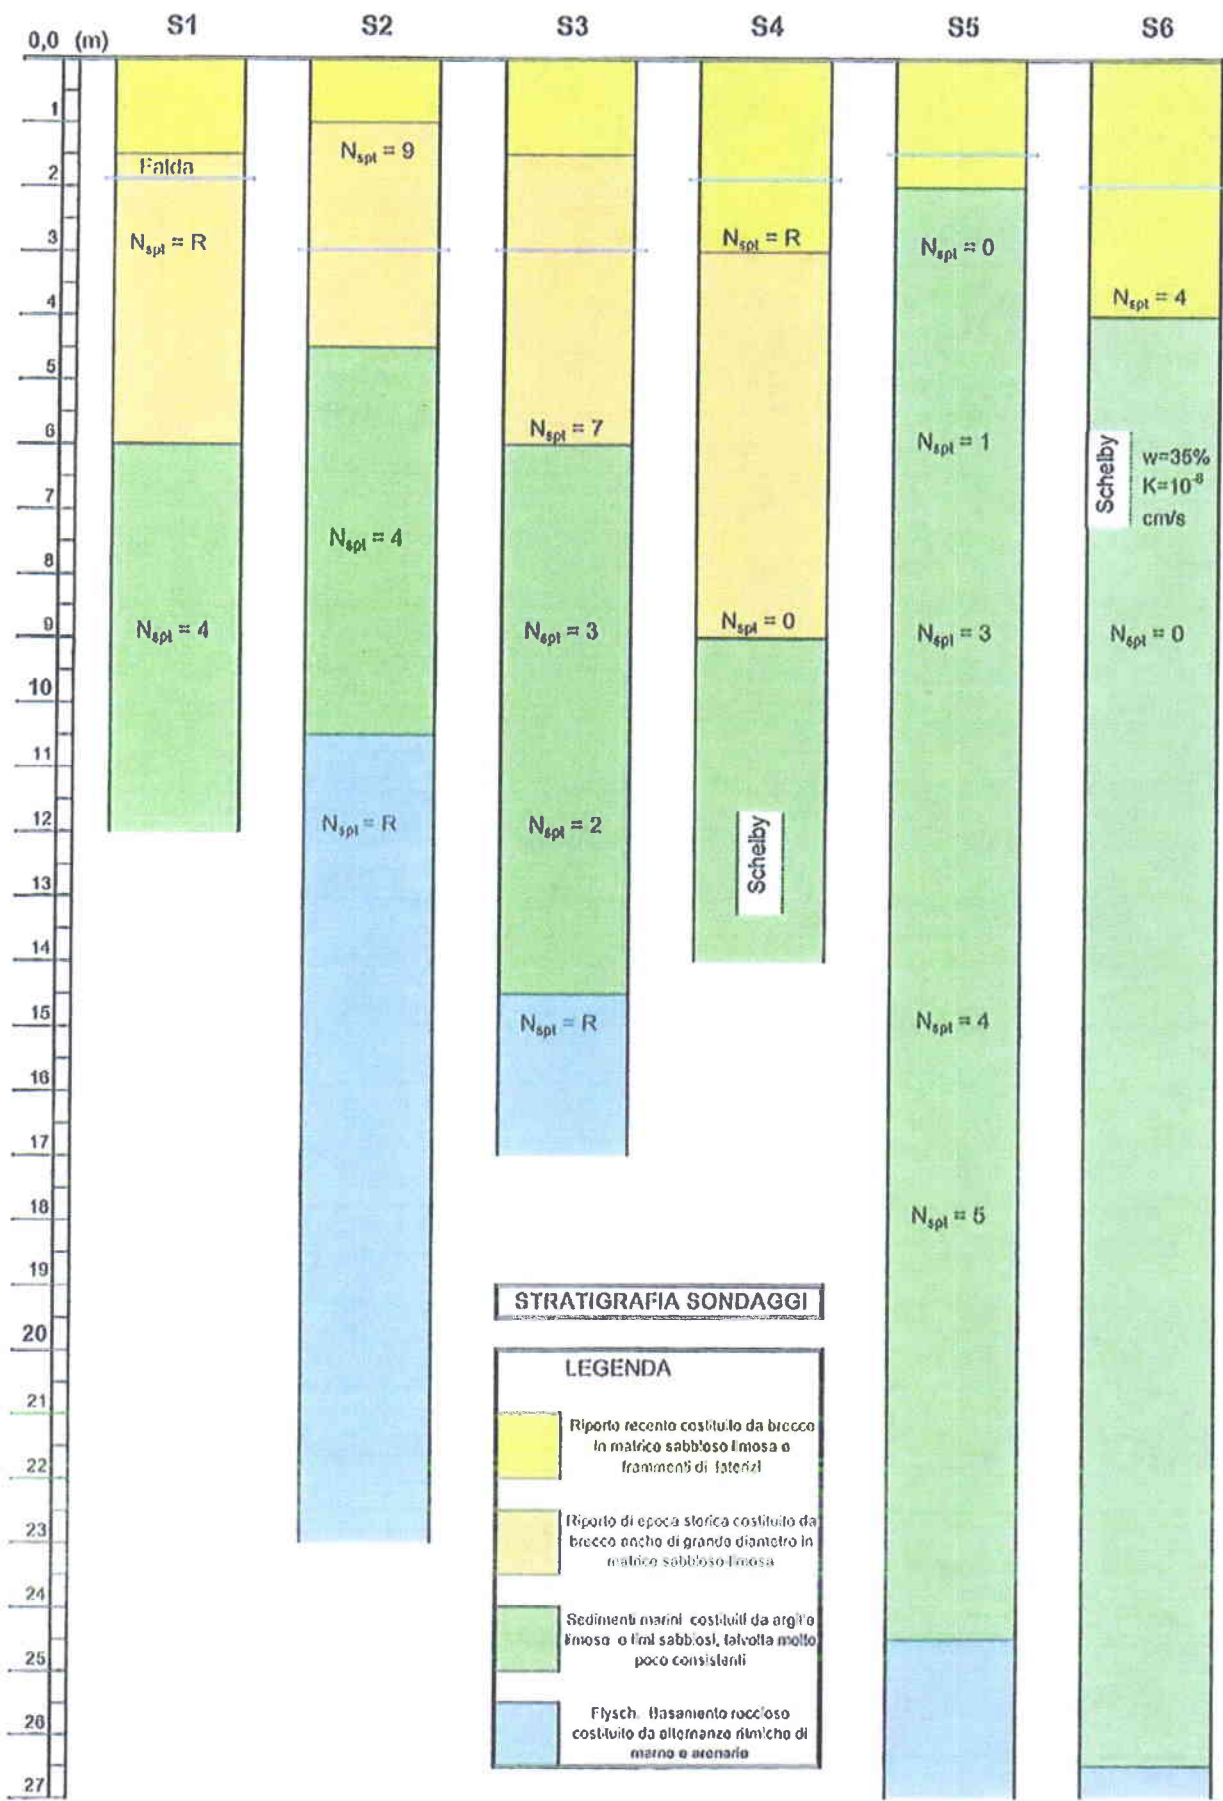 S1 S2 S3 S4 S5 S6
0,0 (m)
1
Falda
Nspt = 9
2
Nspt = R
Nspt = R
Nspt = 0
3
4
Nspt = 4
5
6
Nspt = 7
Nspt = 1
Schelby
w=35%
K=10⁻⁸
cm/s
7
Nspt = 4
8
9
Nspt = 4
Nspt = 3
Nspt = 0
Nspt = 3
Nspt = 0
10
11
12
Nspt = R
Nspt = 2
Schelby
13
14
15
Nspt = R
Nspt = 4
16
17
18
Nspt = 5
19
STRATIGRAFIA SONDAGGI
20
LEGENDA
21
Riporto recente costituito da brecce
in matrice sabbioso limosa e
frammenti di laterizi
22
23
Riporto di epoca storica costituito da
brecce anche di grande diametro in
matrice sabbioso-limosa
24
Sedimenti marini costituiti da argille
limose o limi sabbiosi, talvolta molto
poco consistenti
25
26
Flysch. Basamento roccioso
costituito da alternanze ritmiche di
marne e arenarie
27